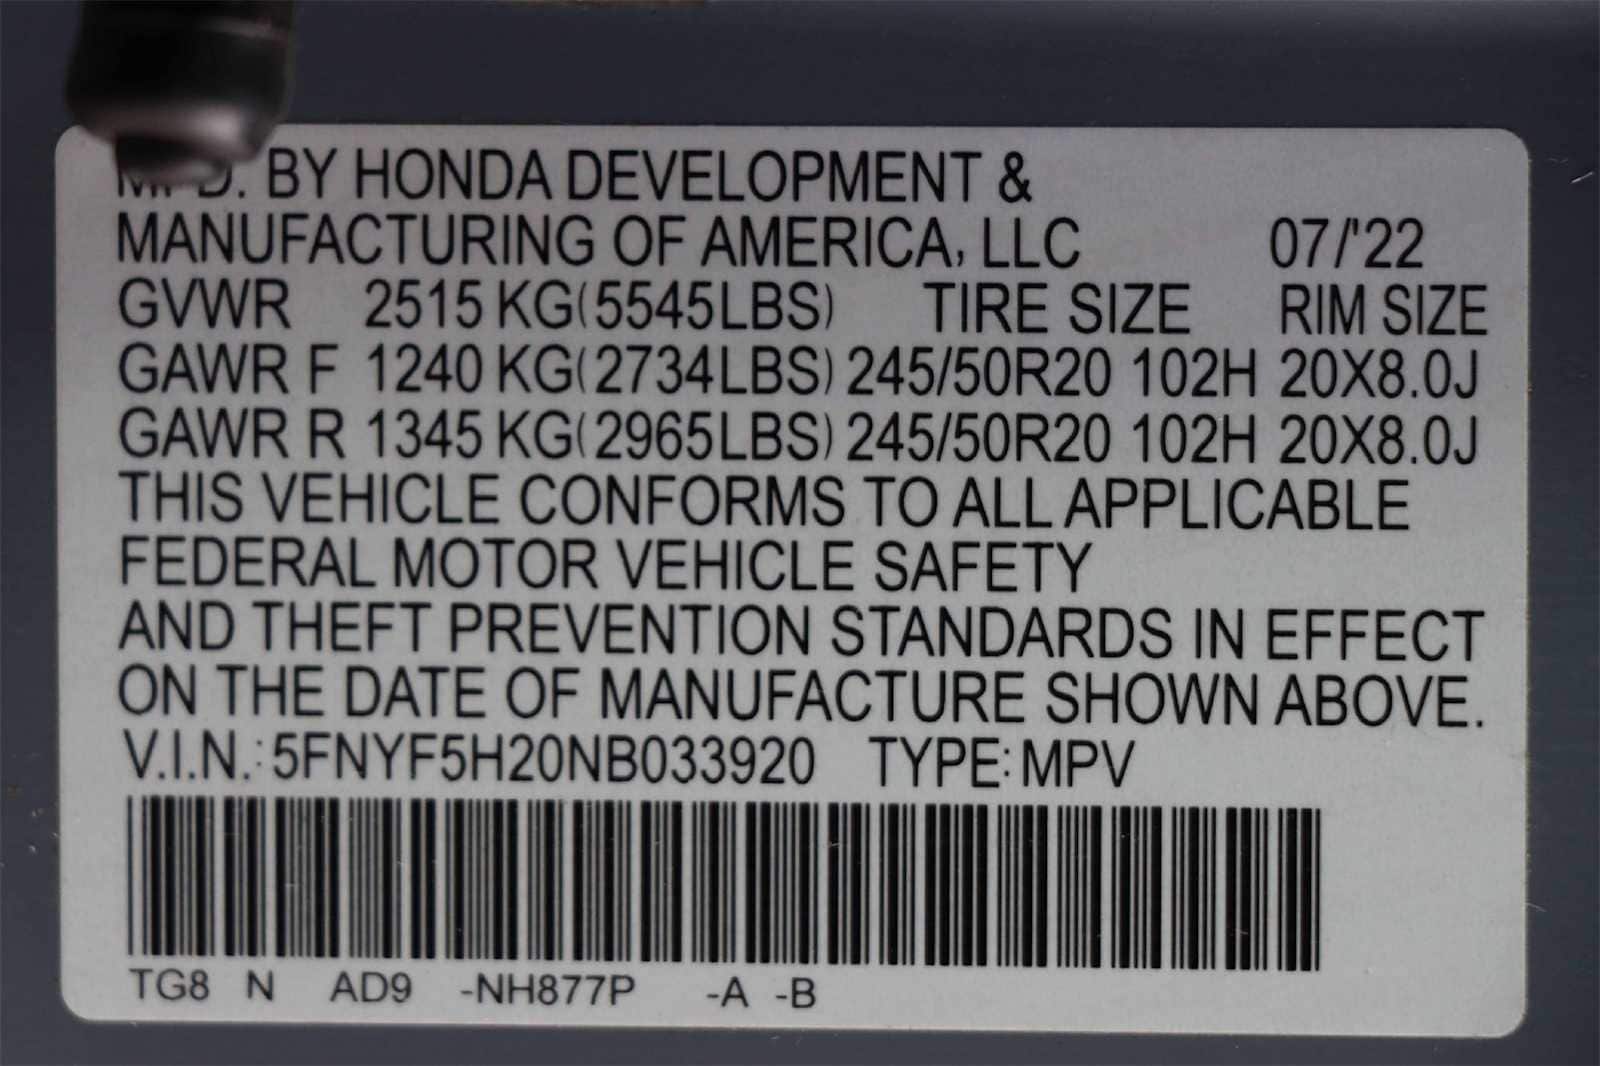 MFD. BY HONDA DEVELOPMENT &
MANUFACTURING OF AMERICA, LLC 07/'22
GVWR 2515 KG(5545LBS) TIRE SIZE RIM SIZE
GAWR F 1240 KG(2734LBS) 245/50R20 102H 20X8.0J
GAWR R 1345 KG(2965LBS) 245/50R20 102H 20X8.0J
THIS VEHICLE CONFORMS TO ALL APPLICABLE
FEDERAL MOTOR VEHICLE SAFETY
AND THEFT PREVENTION STANDARDS IN EFFECT
ON THE DATE OF MANUFACTURE SHOWN ABOVE.
V.I.N.: 5FNYF5H20NB033920 TYPE: MPV
TG8 N AD9 -NH877P -A -B